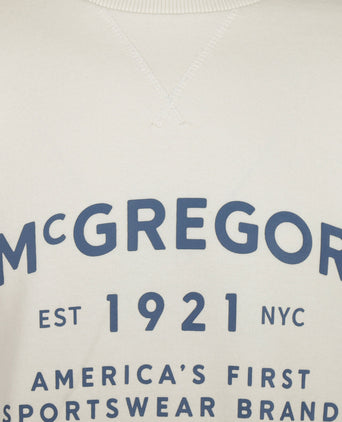 McGREGOR
EST 1921 NYC
AMERICA'S FIRST
SPORTSWEAR BRAND